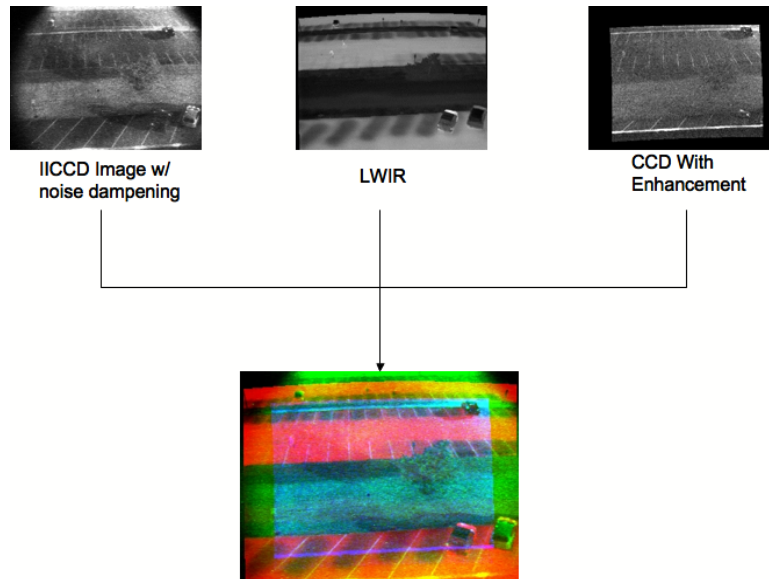 IICCD Image w/
noise dampening
LWIR
CCD With
Enhancement